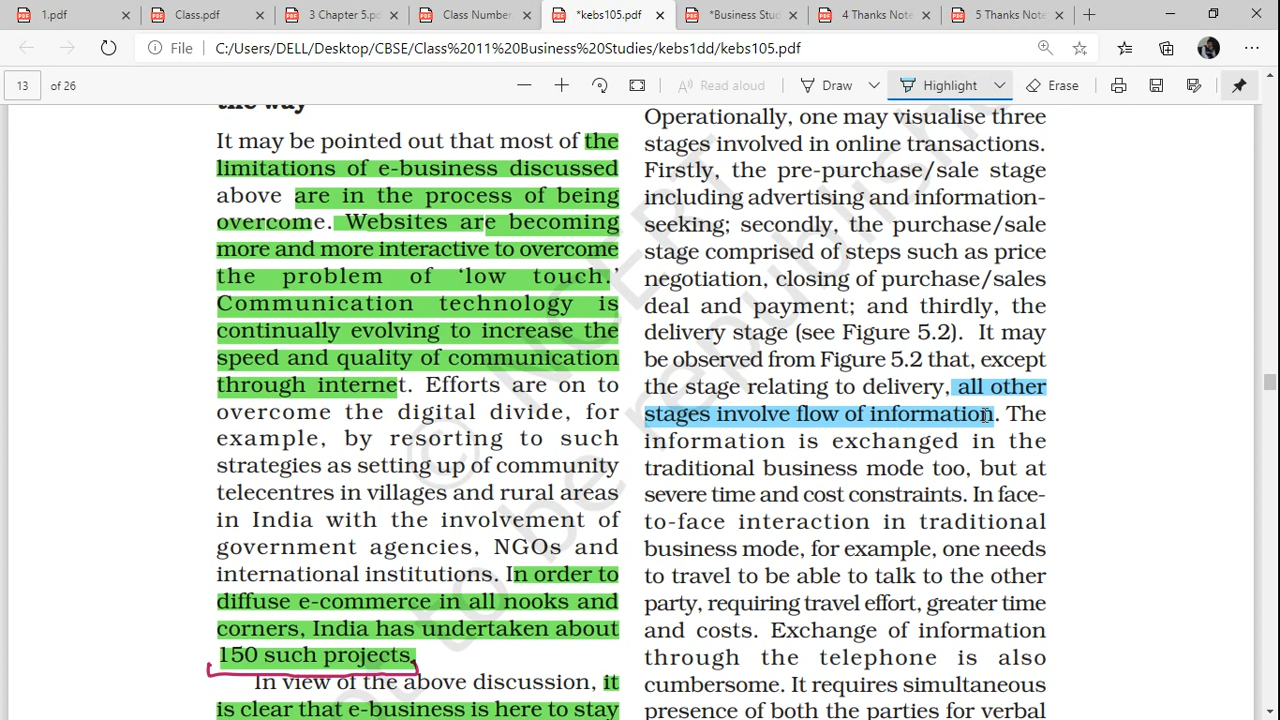 1.pdf
Class.pdf
3 Chapter 5.pd
Class Number
*kebs105.pdf
*Business Stud
4 Thanks Note
5 Thanks Note
File
C:/Users/DELL/Desktop/CBSE/Class%2011%20Business%20Studies/kebs1dd/kebs105.pdf
13 of 26
Read aloud
Draw
Highlight
Erase
the way
It may be pointed out that most of the
limitations of e-business discussed
above are in the process of being
overcome. Websites are becoming
more and more interactive to overcome
the problem of 'low touch.'
Communication technology is
continually evolving to increase the
speed and quality of communication
through internet. Efforts are on to
overcome the digital divide, for
example, by resorting to such
strategies as setting up of community
telecentres in villages and rural areas
in India with the involvement of
government agencies, NGOs and
international institutions. In order to
diffuse e-commerce in all nooks and
corners, India has undertaken about
150 such projects.
In view of the above discussion, it
is clear that e-business is here to stay
Operationally, one may visualise three
stages involved in online transactions.
Firstly, the pre-purchase/sale stage
including advertising and information-
seeking; secondly, the purchase/sale
stage comprised of steps such as price
negotiation, closing of purchase/sales
deal and payment; and thirdly, the
delivery stage (see Figure 5.2). It may
be observed from Figure 5.2 that, except
the stage relating to delivery, all other
stages involve flow of information. The
information is exchanged in the
traditional business mode too, but at
severe time and cost constraints. In face-
to-face interaction in traditional
business mode, for example, one needs
to travel to be able to talk to the other
party, requiring travel effort, greater time
and costs. Exchange of information
through the telephone is also
cumbersome. It requires simultaneous
presence of both the parties for verbal
© NCERT
not to be republish